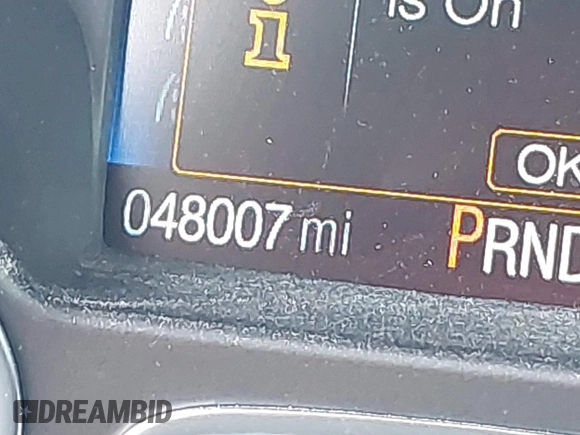 is On
OK
048007 mi
PRND
DREAMBID